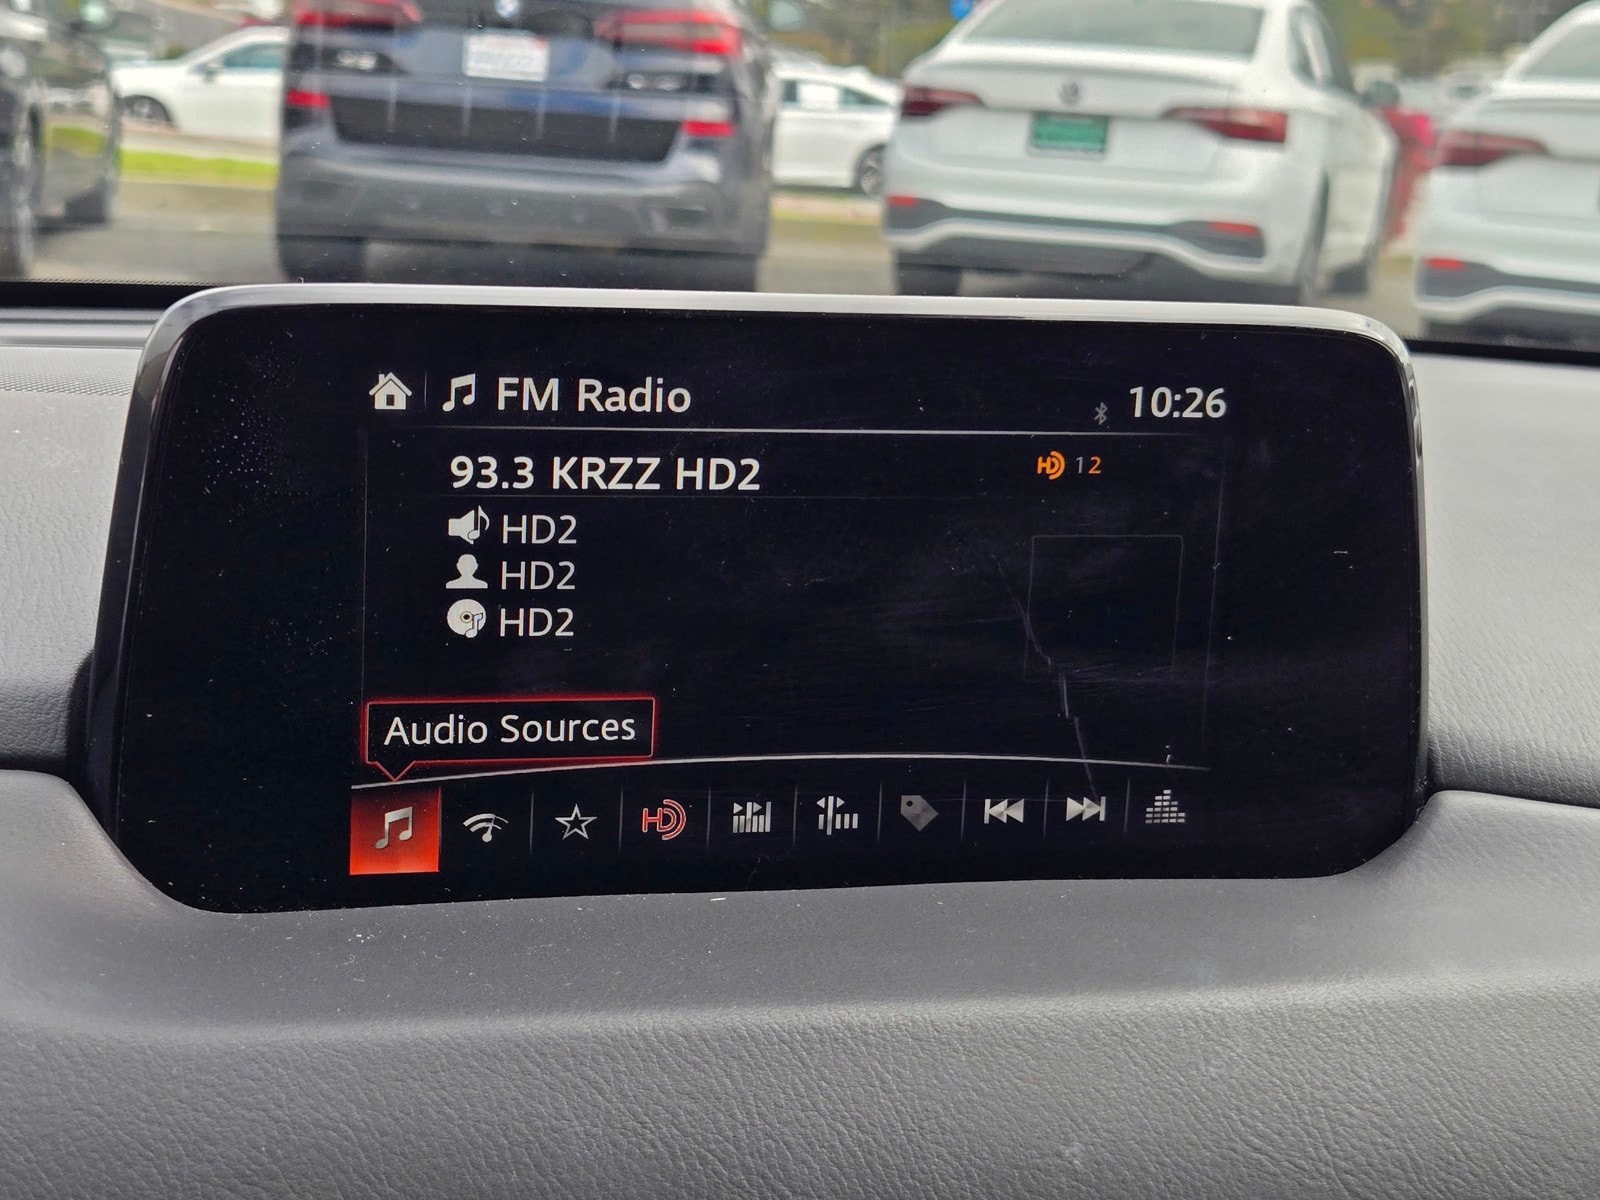 FM Radio
10:26
93.3 KRZZ HD2
HD 12
HD2
HD2
HD2
Audio Sources
HD